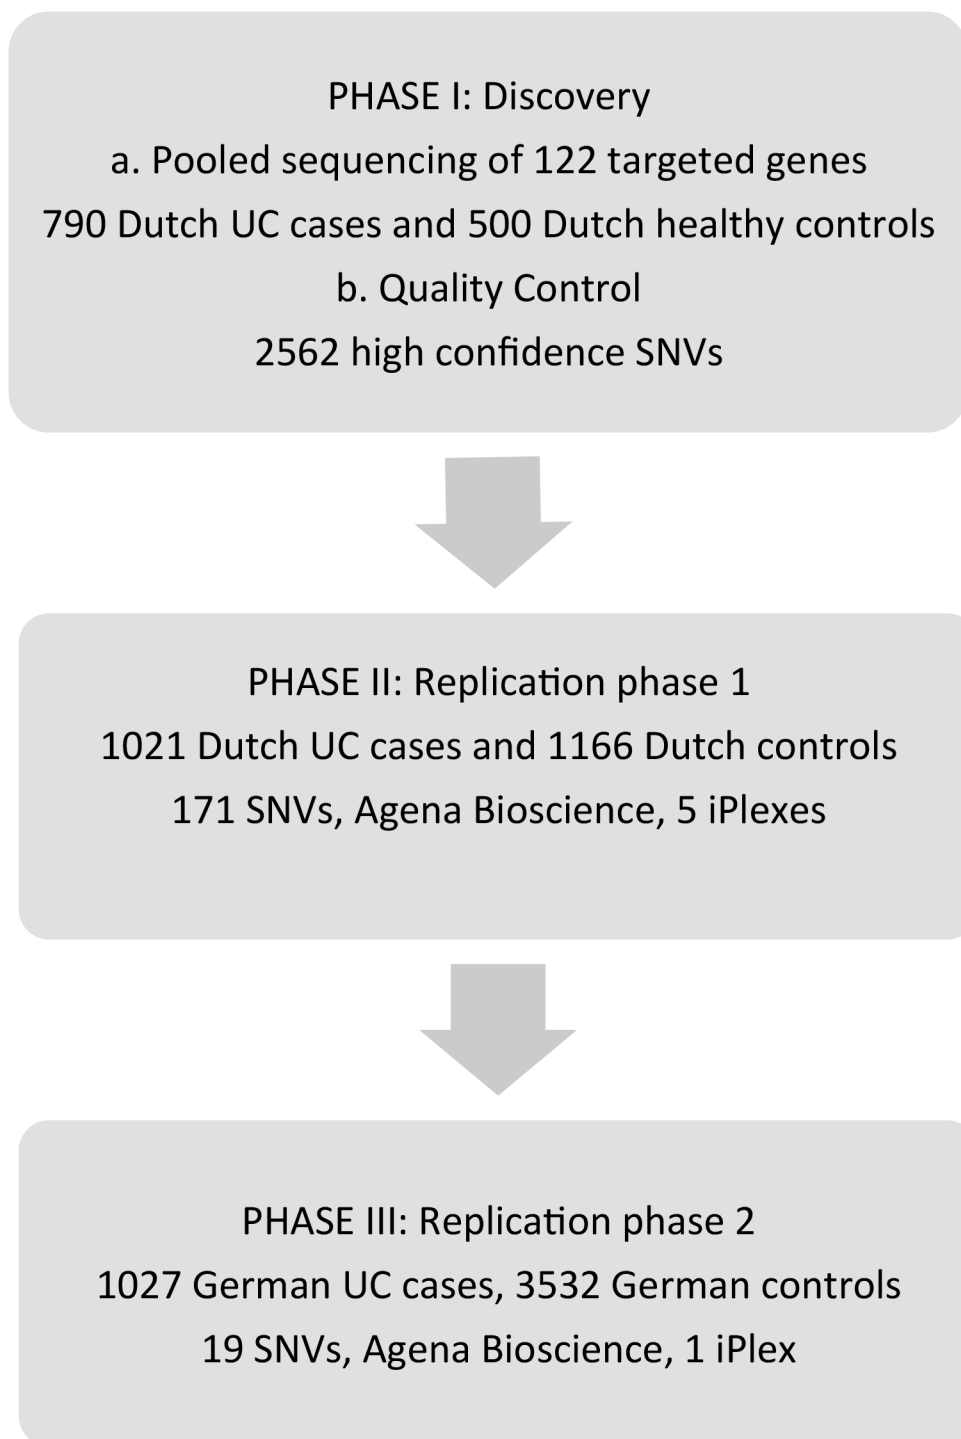 PHASE I: Discovery
a. Pooled sequencing of 122 targeted genes
790 Dutch UC cases and 500 Dutch healthy controls
b. Quality Control
2562 high confidence SNVs
PHASE II: Replication phase 1
1021 Dutch UC cases and 1166 Dutch controls
171 SNVs, Agena Bioscience, 5 iPlexes
PHASE III: Replication phase 2
1027 German UC cases, 3532 German controls
19 SNVs, Agena Bioscience, 1 iPlex